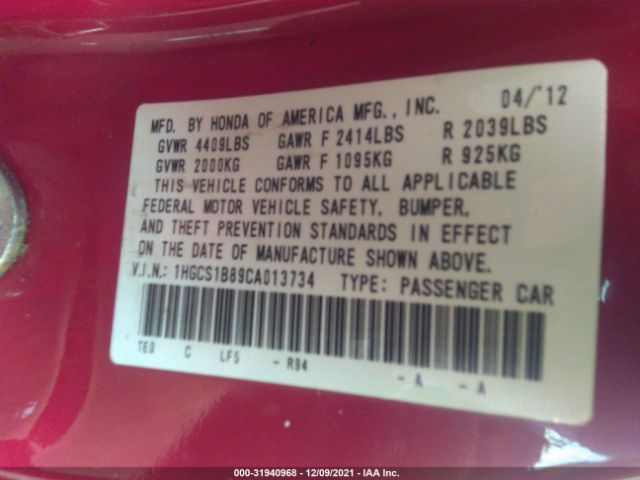 MFD. BY HONDA OF AMERICA MFG., INC. 04/12
GVWR 4409LBS GAWR F 2414LBS R 2039LBS
GVWR 2000KG GAWR F 1095KG R 925KG
THIS VEHICLE CONFORMS TO ALL APPLICABLE
FEDERAL MOTOR VEHICLE SAFETY, BUMPER,
AND THEFT PREVENTION STANDARDS IN EFFECT
ON THE DATE OF MANUFACTURE SHOWN ABOVE.
V.I.N.: 1HGCS1B89CA013734 TYPE: PASSENGER CAR
TE0 C LF5 - R94 - A - A
000-31940968 - 12/09/2021 - IAA Inc.